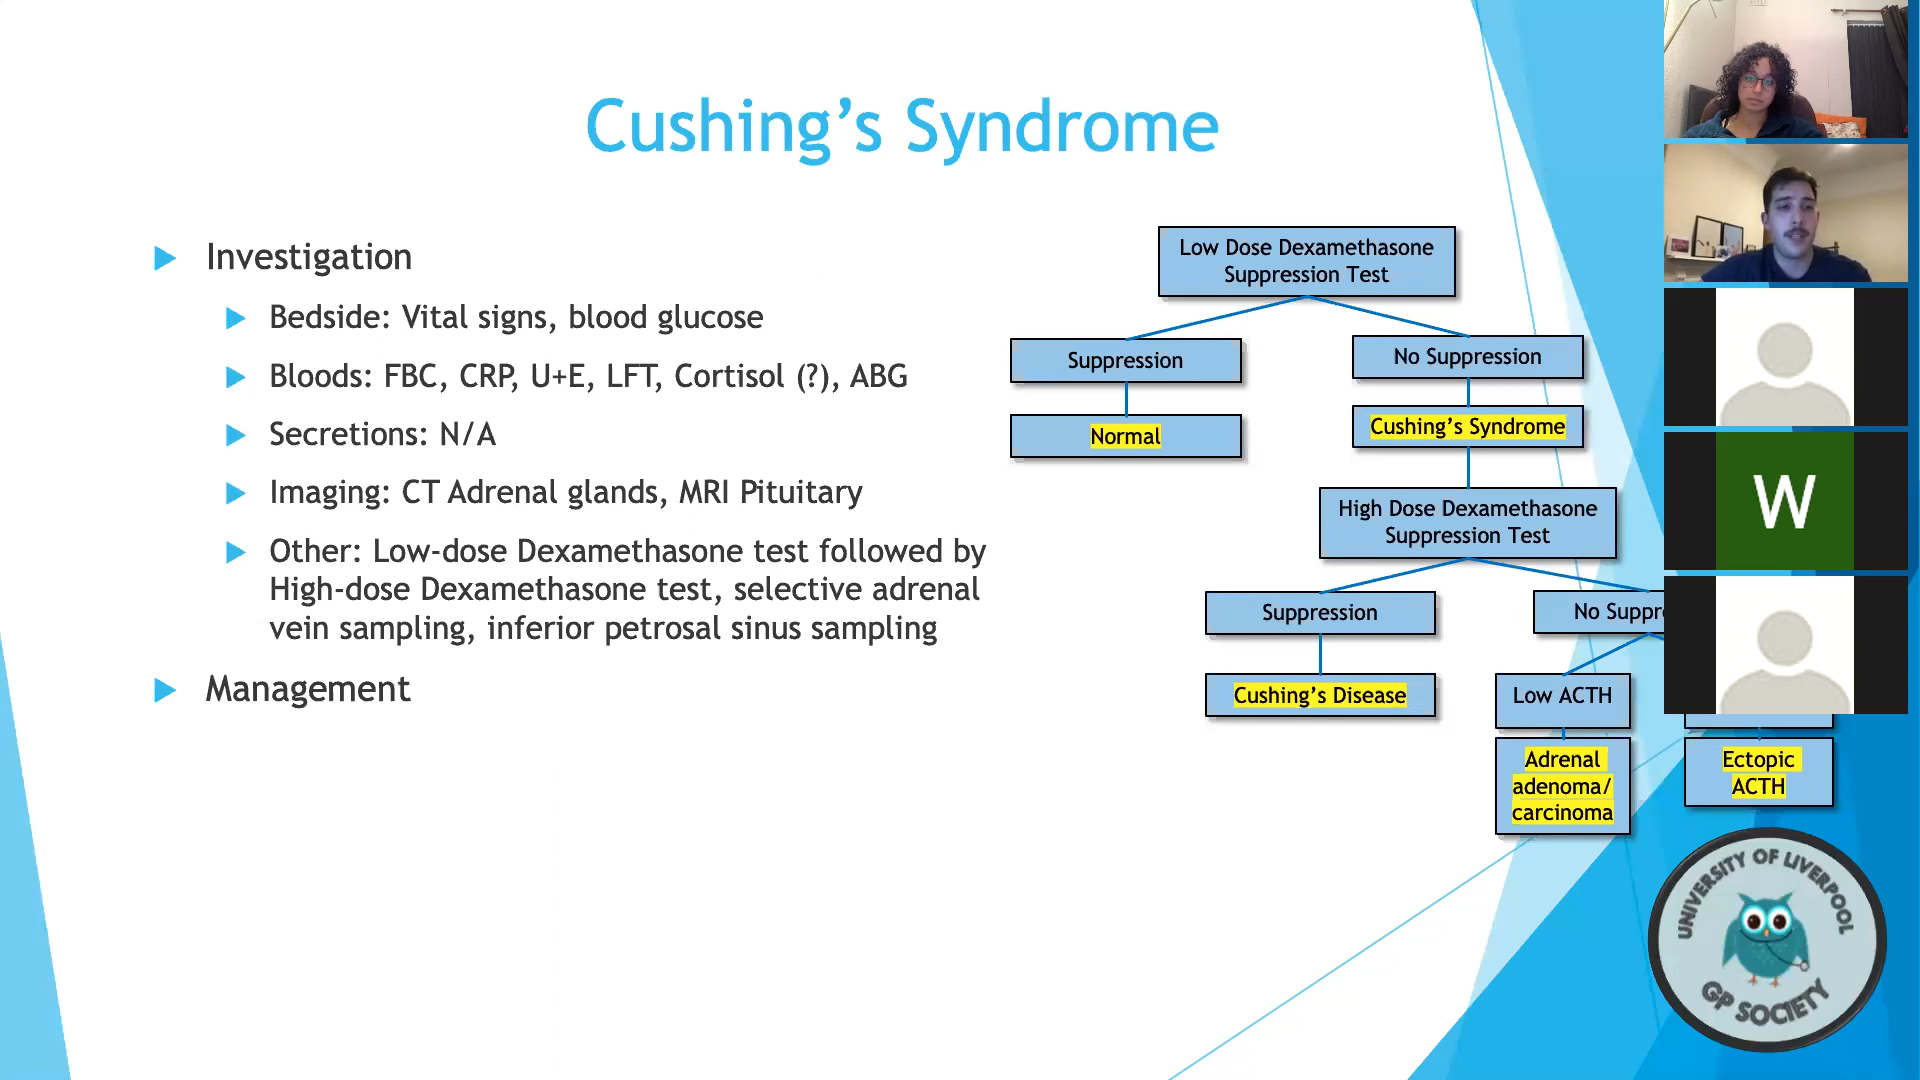 Cushing’s Syndrome
Investigation
Bedside: Vital signs, blood glucose
Bloods: FBC, CRP, U+E, LFT, Cortisol (?), ABG
Secretions: N/A
Imaging: CT Adrenal glands, MRI Pituitary
Other: Low-dose Dexamethasone test followed by
High-dose Dexamethasone test, selective adrenal
vein sampling, inferior petrosal sinus sampling
Management
Low Dose Dexamethasone
Suppression Test
Suppression
No Suppression
Normal
Cushing’s Syndrome
High Dose Dexamethasone
Suppression Test
Suppression
No
Cushing’s Disease
Low ACTH
Adrenal
adenoma/
carcinoma
Ectopic
ACTH
W
UNIVERSITY OF LIVERPOOL
GP SOCIETY